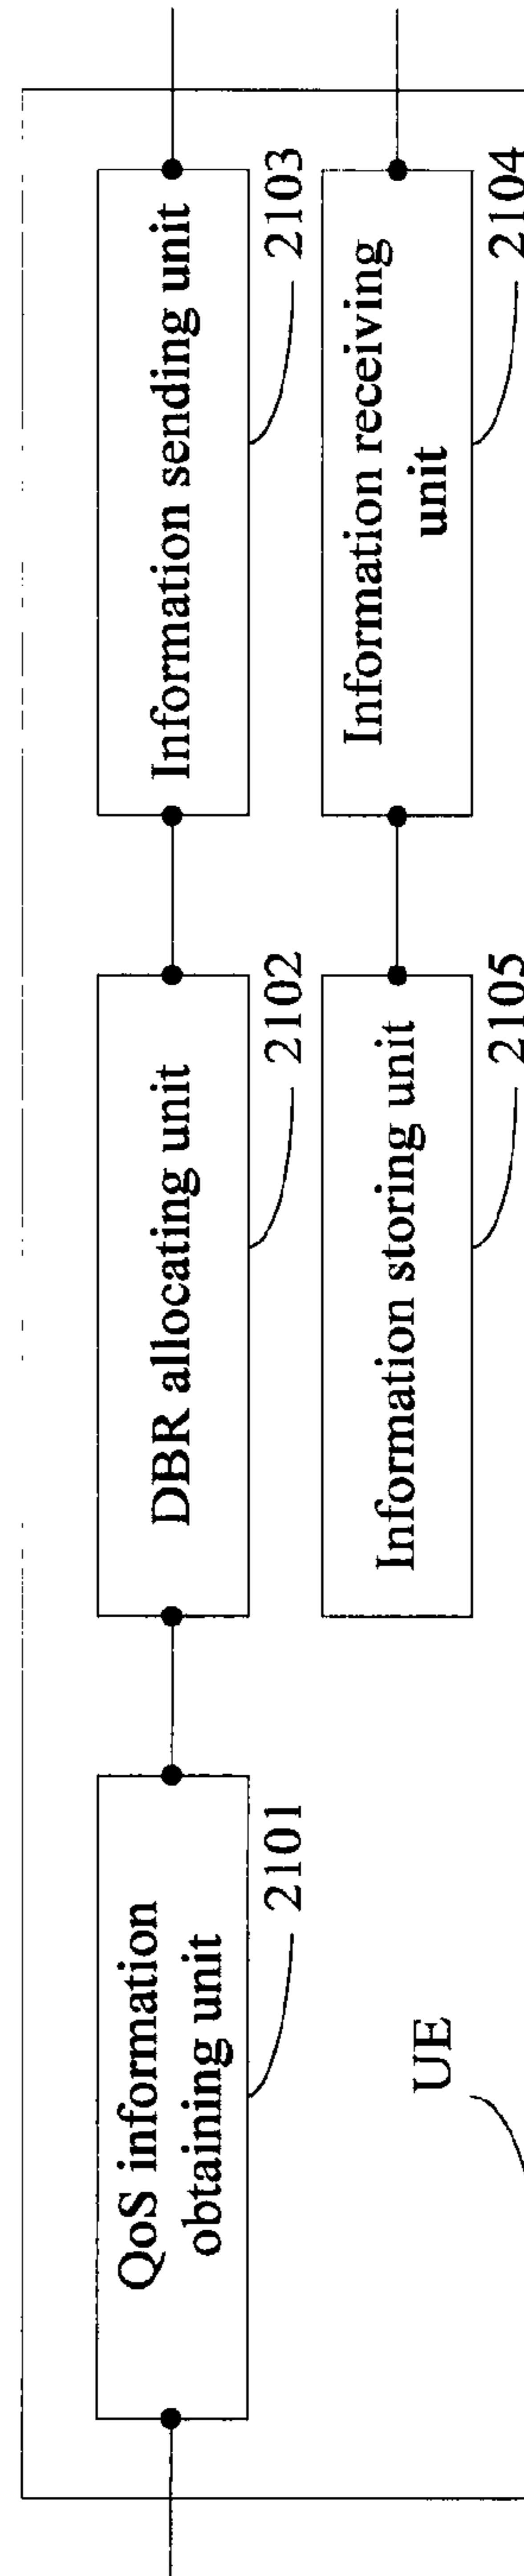 QoS information
obtaining unit
2101
DBR allocating unit
2102
Information sending unit
2103
Information storing unit
2105
Information receiving
unit
2104
UE